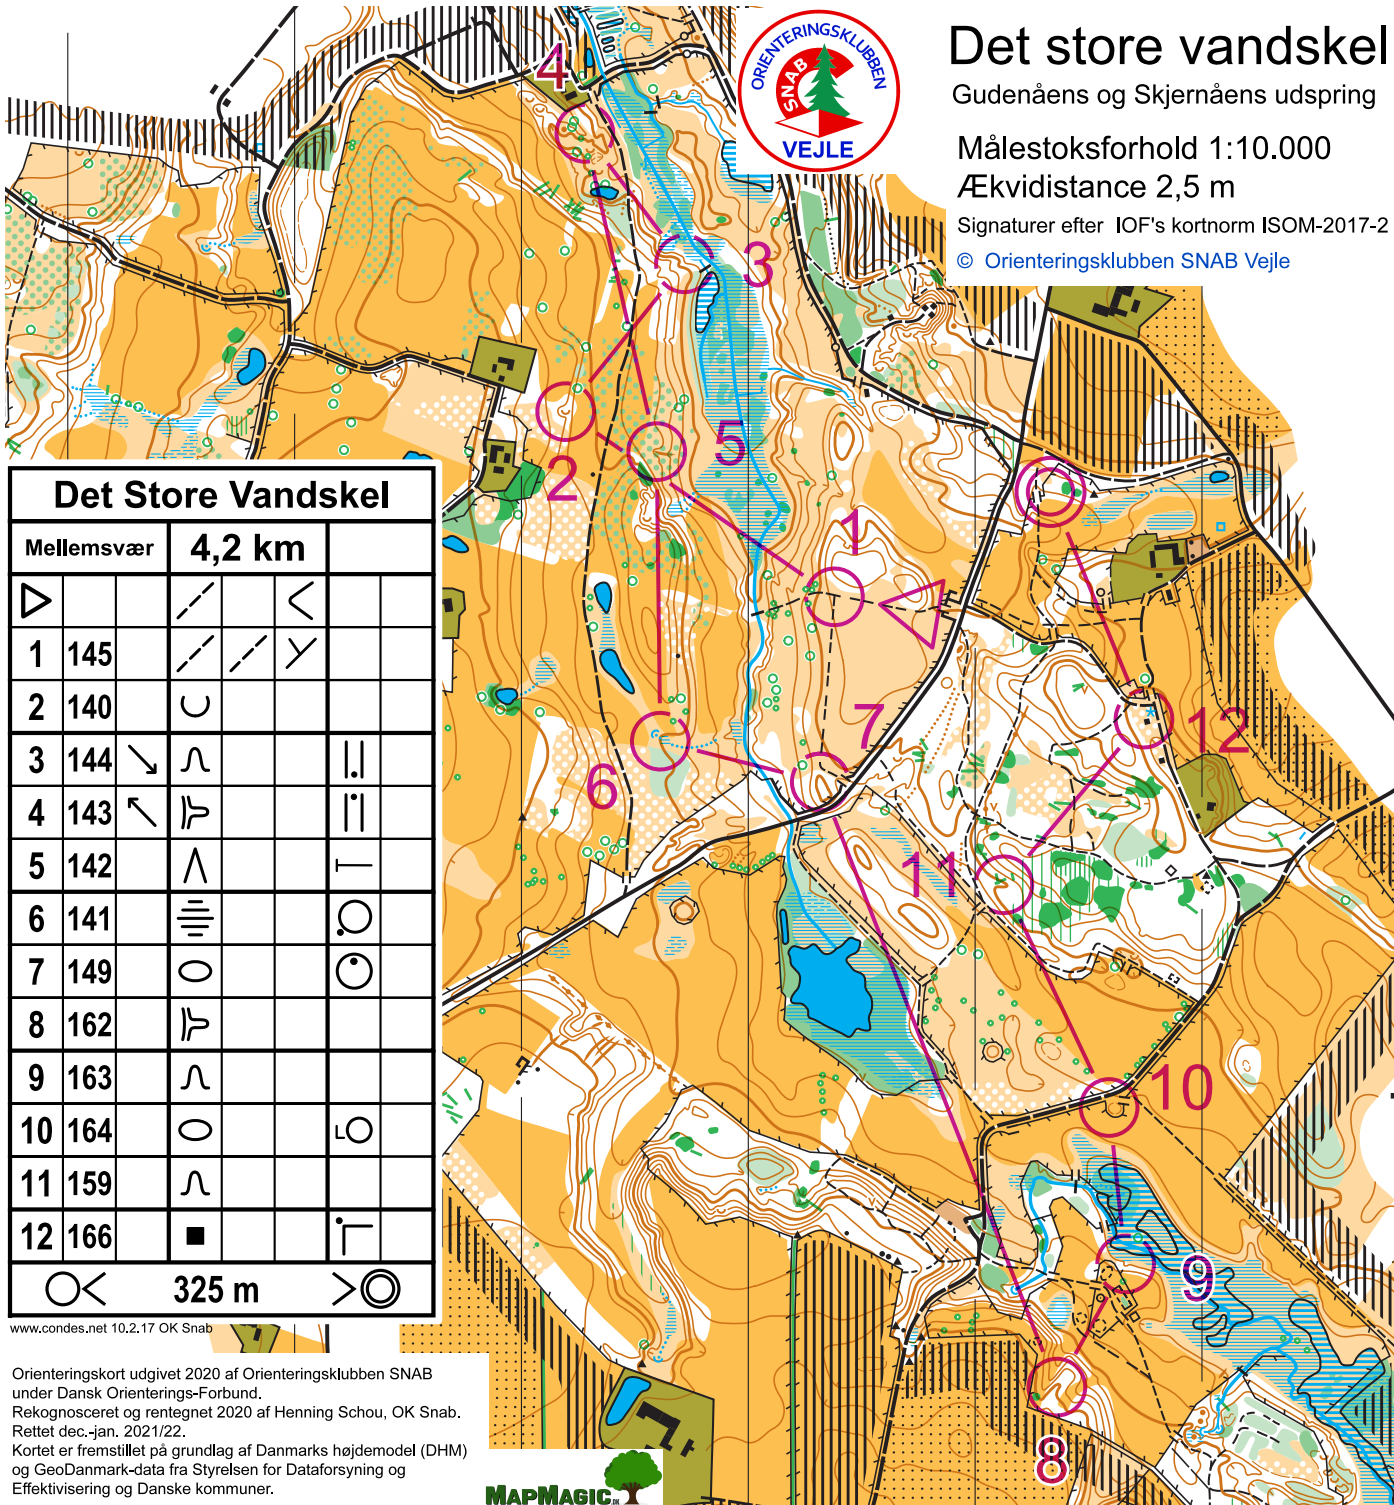 ORIENTERINGSKLUBBEN
SNAB
VEJLE
Det store vandskel
Gudenåens og Skjernåens udspring
Målestoksforhold 1:10.000
Ækvidistance 2,5 m
Signaturer efter IOF's kortnorm ISOM-2017-2
© Orienteringsklubben SNAB Vejle
4
3
5
2
1
7
6
12
11
10
9
8
Det Store Vandskel
Mellemsvær 4,2 km
1 145
2 140
3 144
4 143
5 142
6 141
7 149
8 162
9 163
10 164
11 159
12 166
325 m
www.condes.net 10.2.17 OK Snab
Orienteringskort udgivet 2020 af Orienteringsklubben SNAB
under Dansk Orienterings-Forbund.
Rekognosceret og rentegnet 2020 af Henning Schou, OK Snab.
Rettet dec.-jan. 2021/22.
Kortet er fremstillet på grundlag af Danmarks højdemodel (DHM)
og GeoDanmark-data fra Styrelsen for Dataforsyning og
Effektivisering og Danske kommuner.
MAPMAGIC.DK